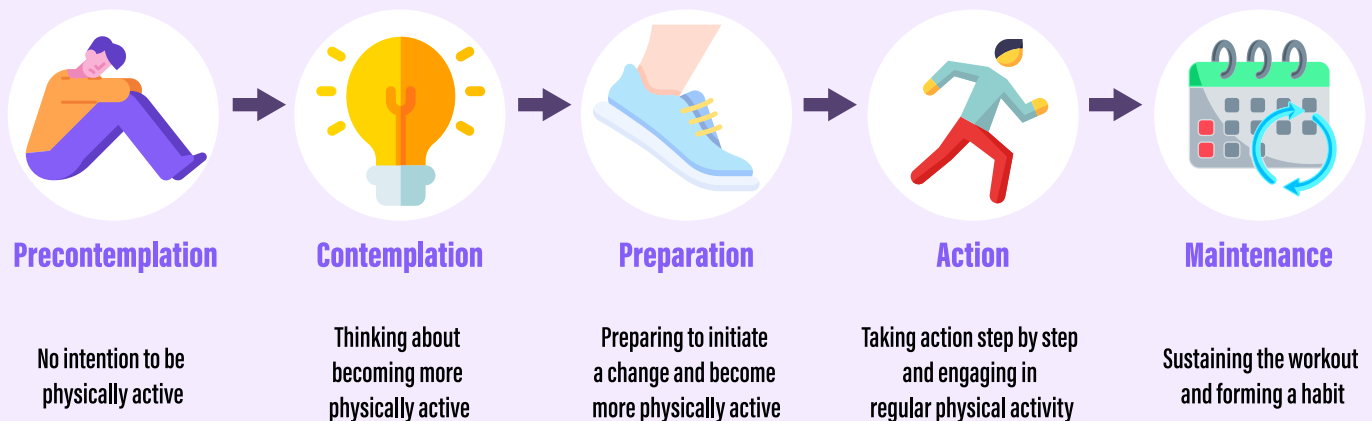 Precontemplation
Contemplation
Preparation
Action
Maintenance
No intention to be
physically active
Thinking about
becoming more
physically active
Preparing to initiate
a change and become
more physically active
Taking action step by step
and engaging in
regular physical activity
Sustaining the workout
and forming a habit